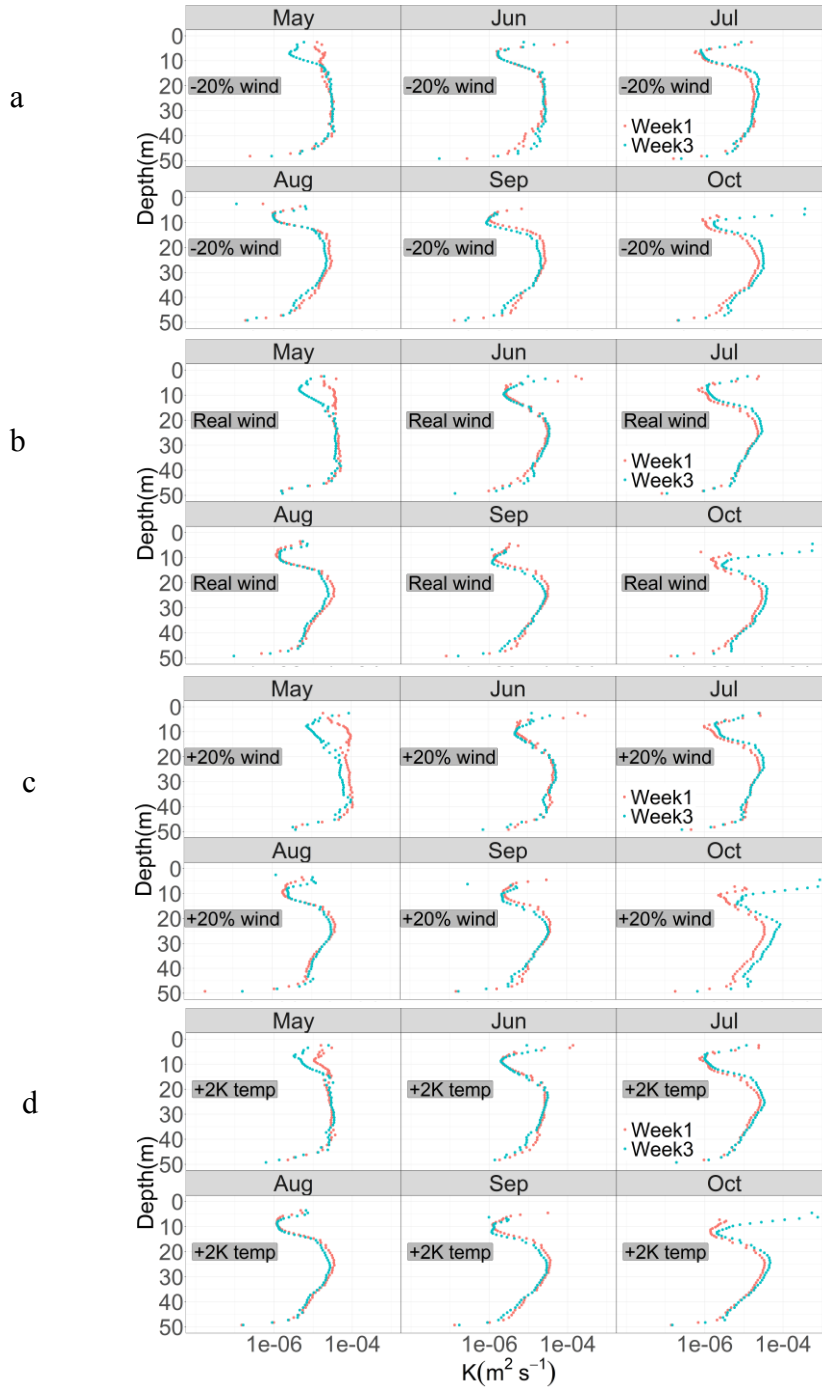 May Jun Jul
0
10
20
30
40
50
-20% wind -20% wind -20% wind
Week1
Week3
a
Depth(m)
Aug Sep Oct
0
10
20
30
40
50
-20% wind -20% wind -20% wind
May Jun Jul
0
10
20
30
40
50
Real wind Real wind Real wind
Week1
Week3
b
Depth(m)
Aug Sep Oct
0
10
20
30
40
50
Real wind Real wind Real wind
May Jun Jul
0
10
20
30
40
50
+20% wind +20% wind +20% wind
Week1
Week3
c
Depth(m)
Aug Sep Oct
0
10
20
30
40
50
+20% wind +20% wind +20% wind
May Jun Jul
0
10
20
30
40
50
+2K temp +2K temp +2K temp
Week1
Week3
d
Depth(m)
Aug Sep Oct
0
10
20
30
40
50
+2K temp +2K temp +2K temp
1e-06 1e-04 1e-06 1e-04 1e-06 1e-04
K(m² s⁻¹)